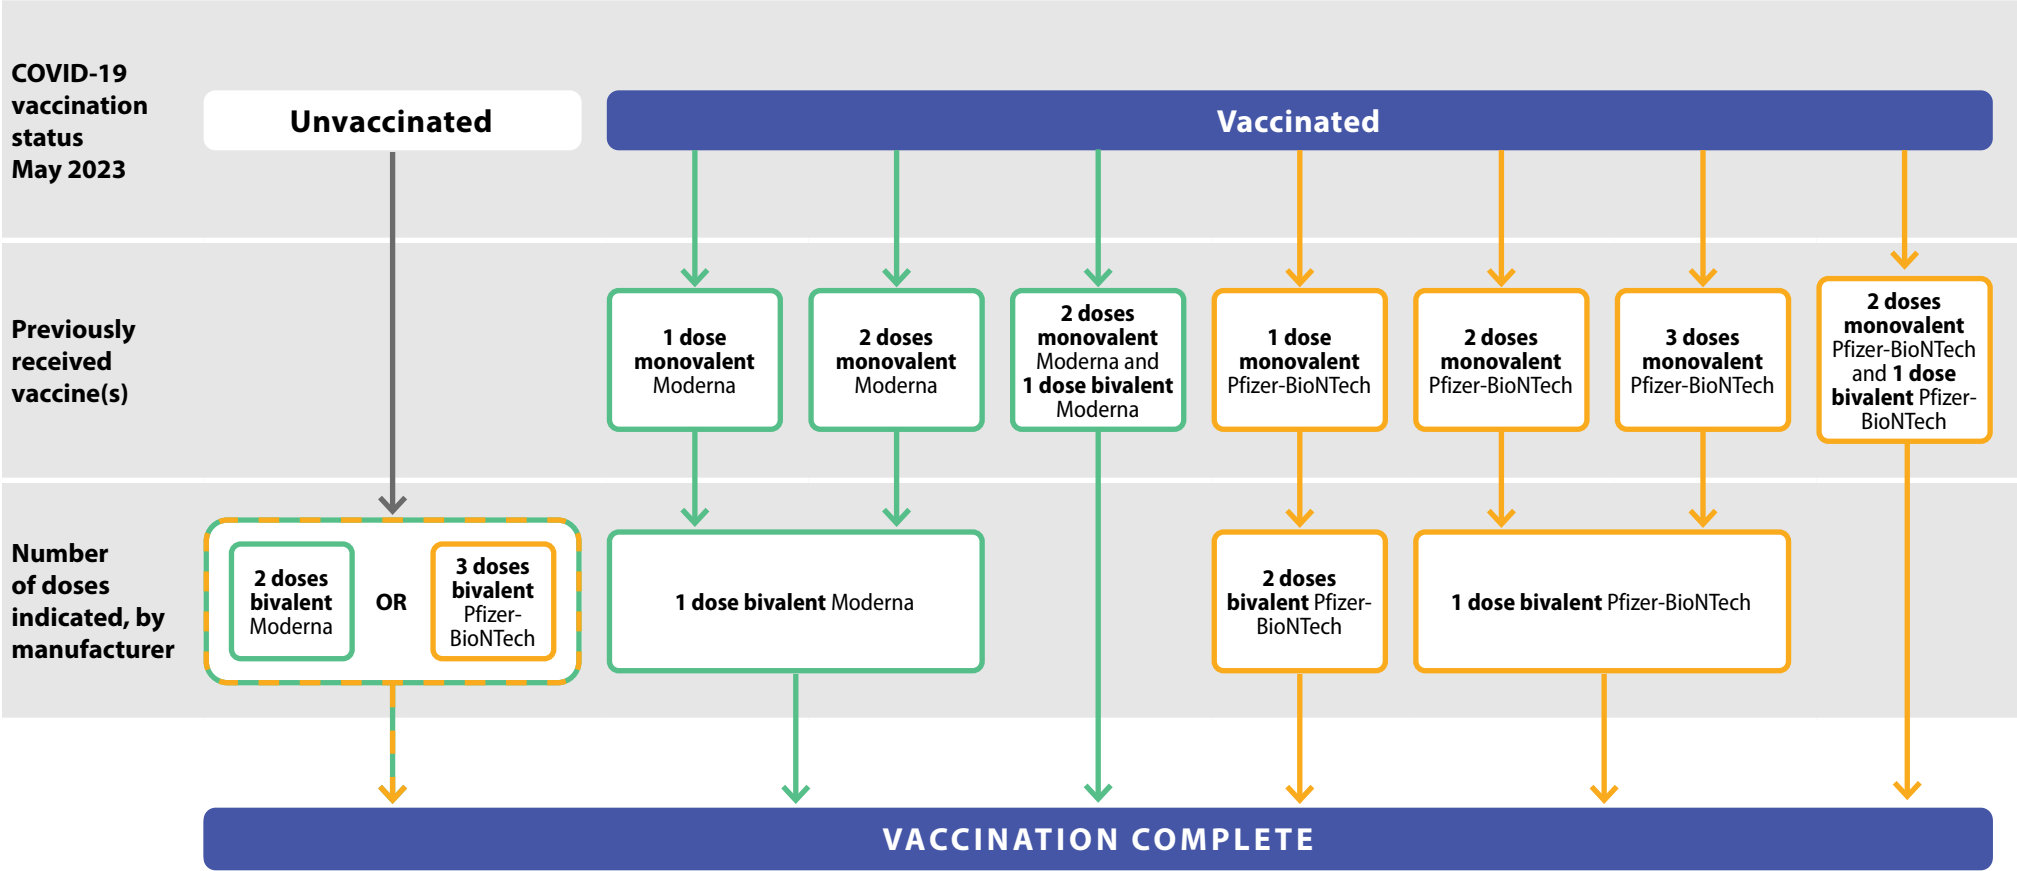 COVID-19
vaccination
status
May 2023
Unvaccinated
Vaccinated
Previously
received
vaccine(s)
1 dose
monovalent
Moderna
2 doses
monovalent
Moderna
2 doses
monovalent
Moderna and
1 dose bivalent
Moderna
1 dose
monovalent
Pfizer-BioNTech
2 doses
monovalent
Pfizer-BioNTech
3 doses
monovalent
Pfizer-BioNTech
2 doses
monovalent
Pfizer-BioNTech
and 1 dose
bivalent Pfizer-
BioNTech
Number
of doses
indicated, by
manufacturer
2 doses
bivalent
Moderna
OR
3 doses
bivalent
Pfizer-
BioNTech
1 dose bivalent Moderna
2 doses
bivalent Pfizer-
BioNTech
1 dose bivalent Pfizer-BioNTech
VACCINATION COMPLETE